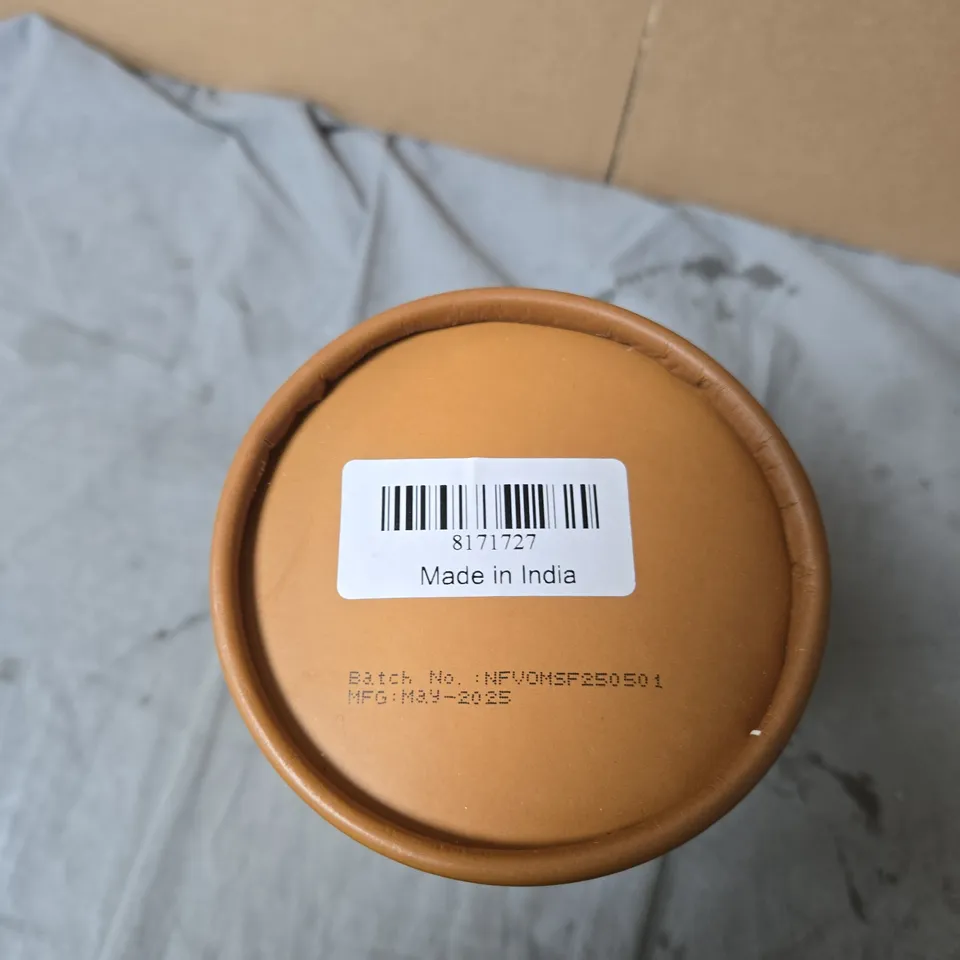 8171727
Made in India
Batch No. :NFVOMSF250501
MFG:May-2025